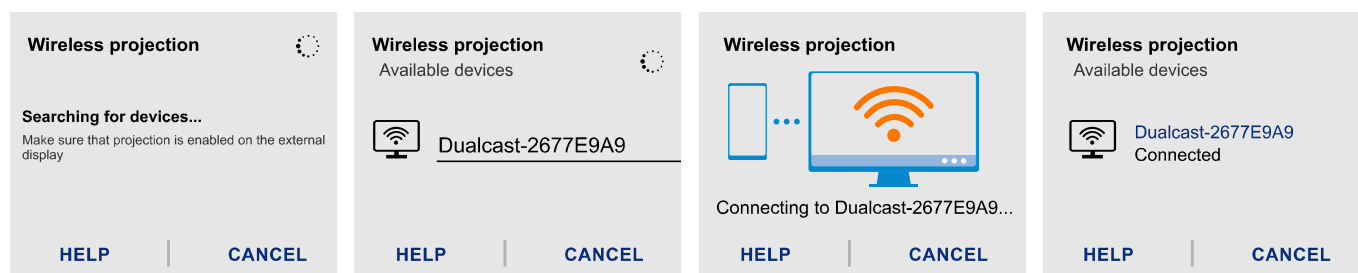 Wireless projection
Searching for devices...
Make sure that projection is enabled on the external
display
HELP
CANCEL
Wireless projection
Available devices
Dualcast-2677E9A9
HELP
CANCEL
Wireless projection
Connecting to Dualcast-2677E9A9...
HELP
CANCEL
Wireless projection
Available devices
Dualcast-2677E9A9
Connected
HELP
CANCEL